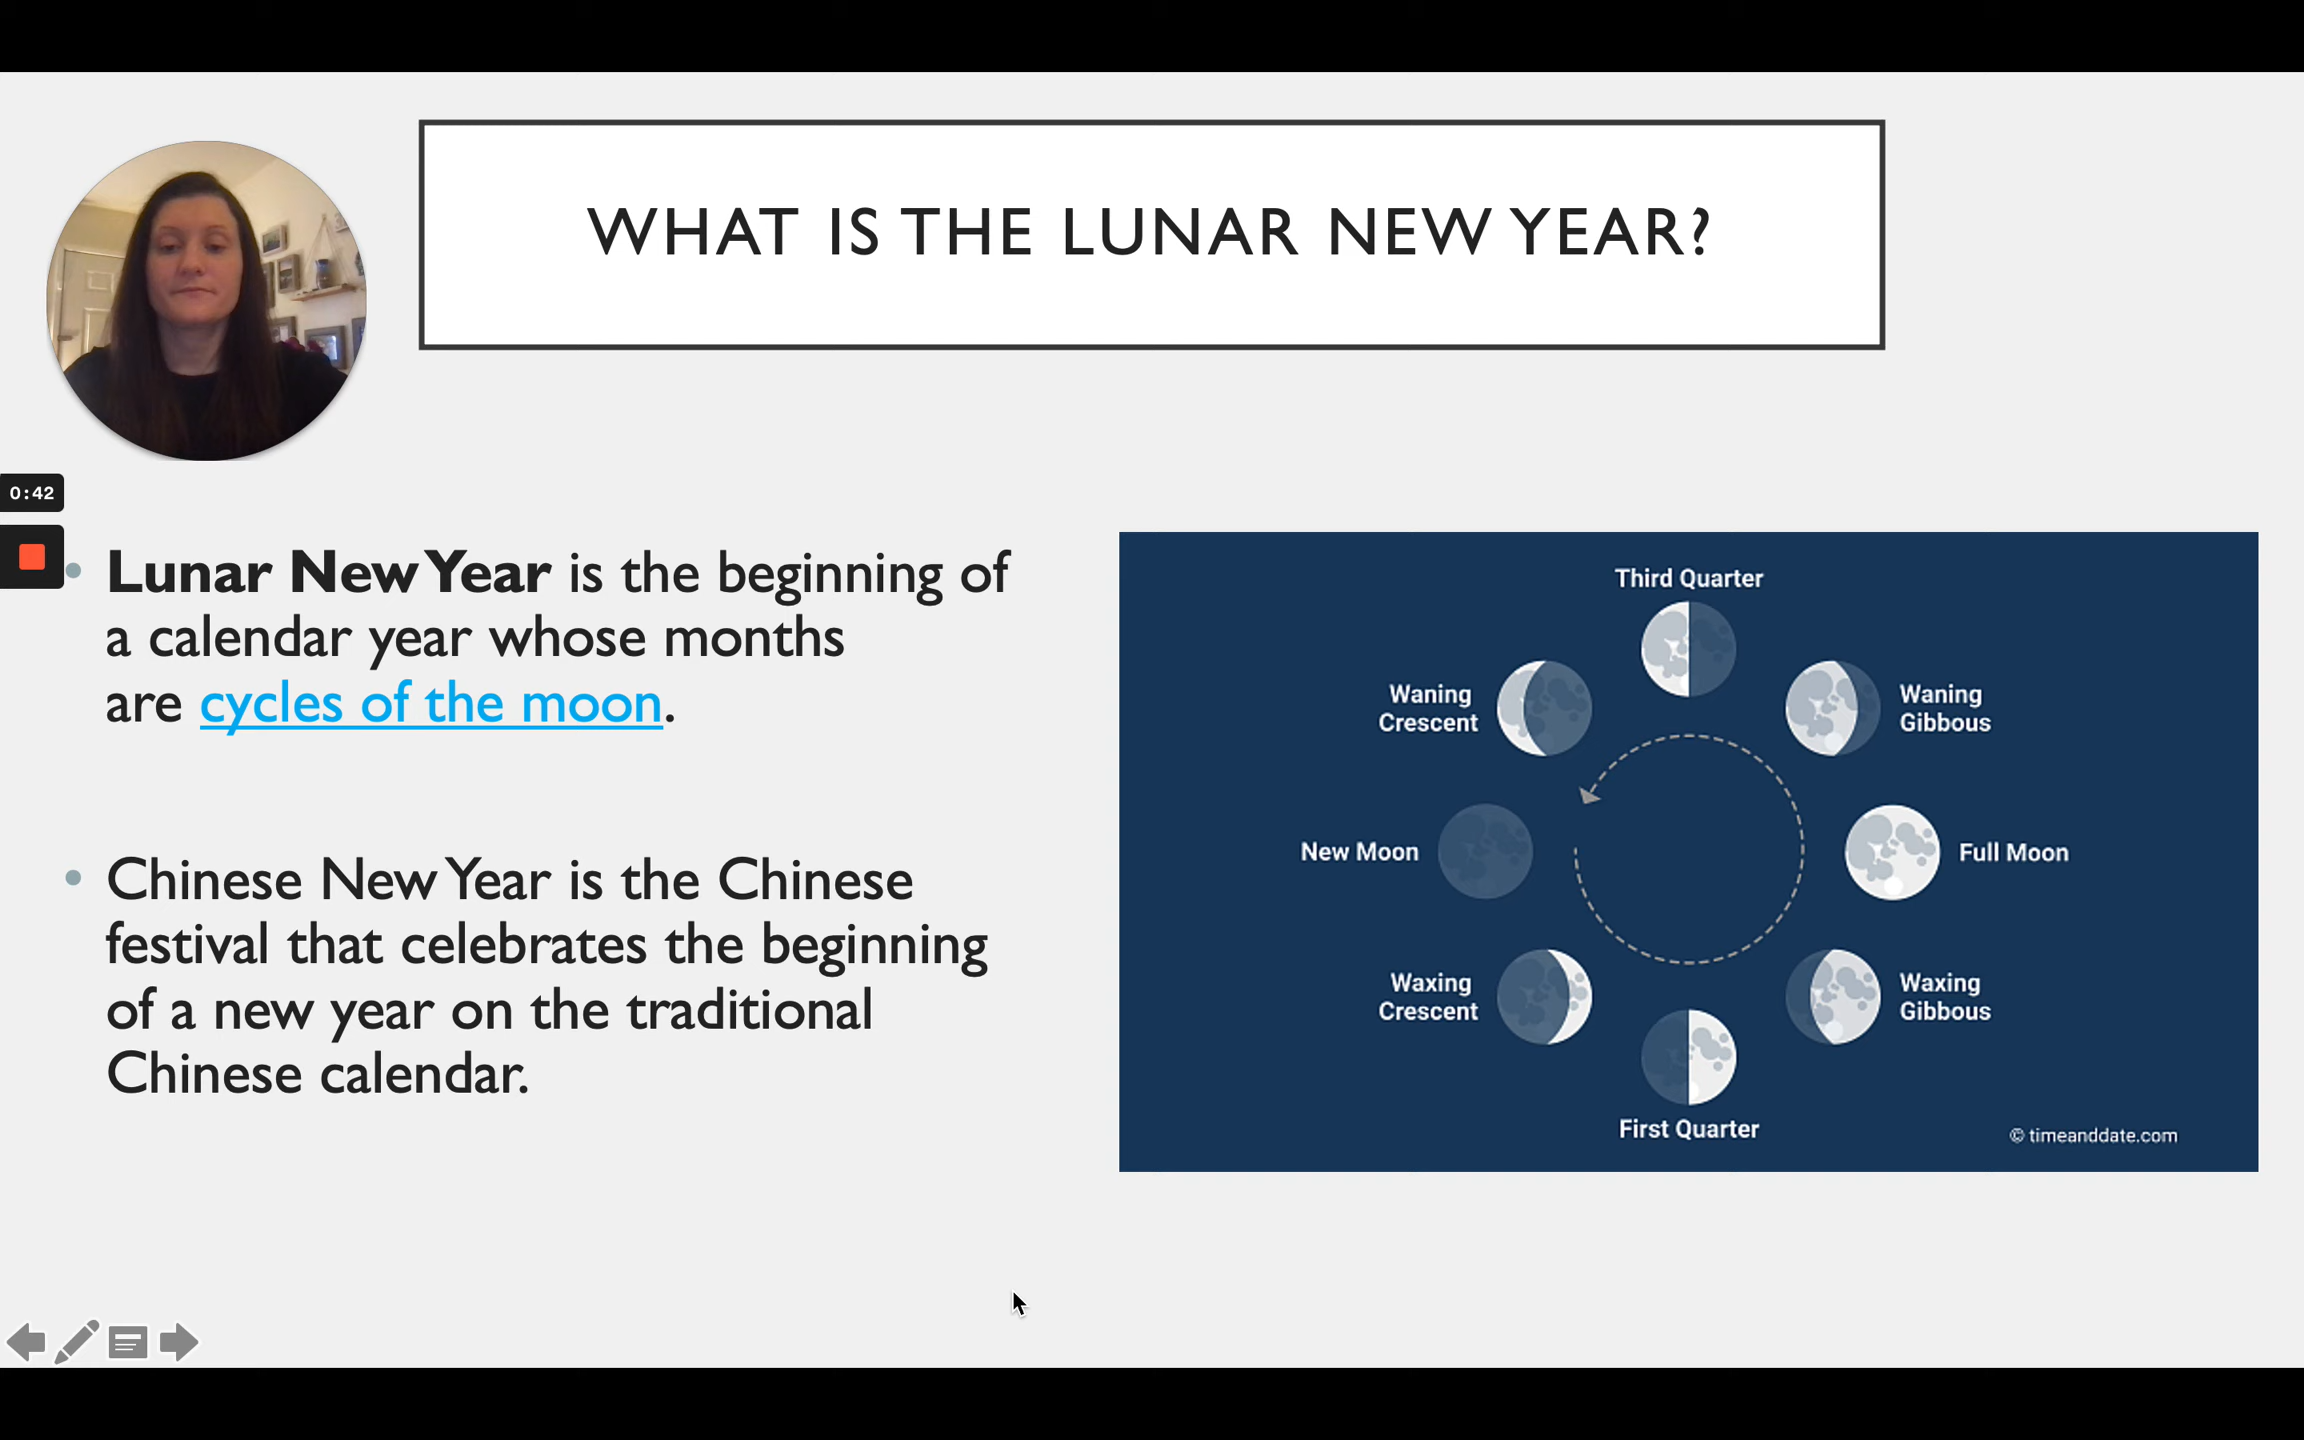 WHAT IS THE LUNAR NEW YEAR?
0:42
Lunar New Year is the beginning of
a calendar year whose months
are cycles of the moon.
Chinese New Year is the Chinese
festival that celebrates the beginning
of a new year on the traditional
Chinese calendar.
Third Quarter
Waning
Crescent
Waning
Gibbous
New Moon
Full Moon
Waxing
Crescent
Waxing
Gibbous
First Quarter
© timeanddate.com